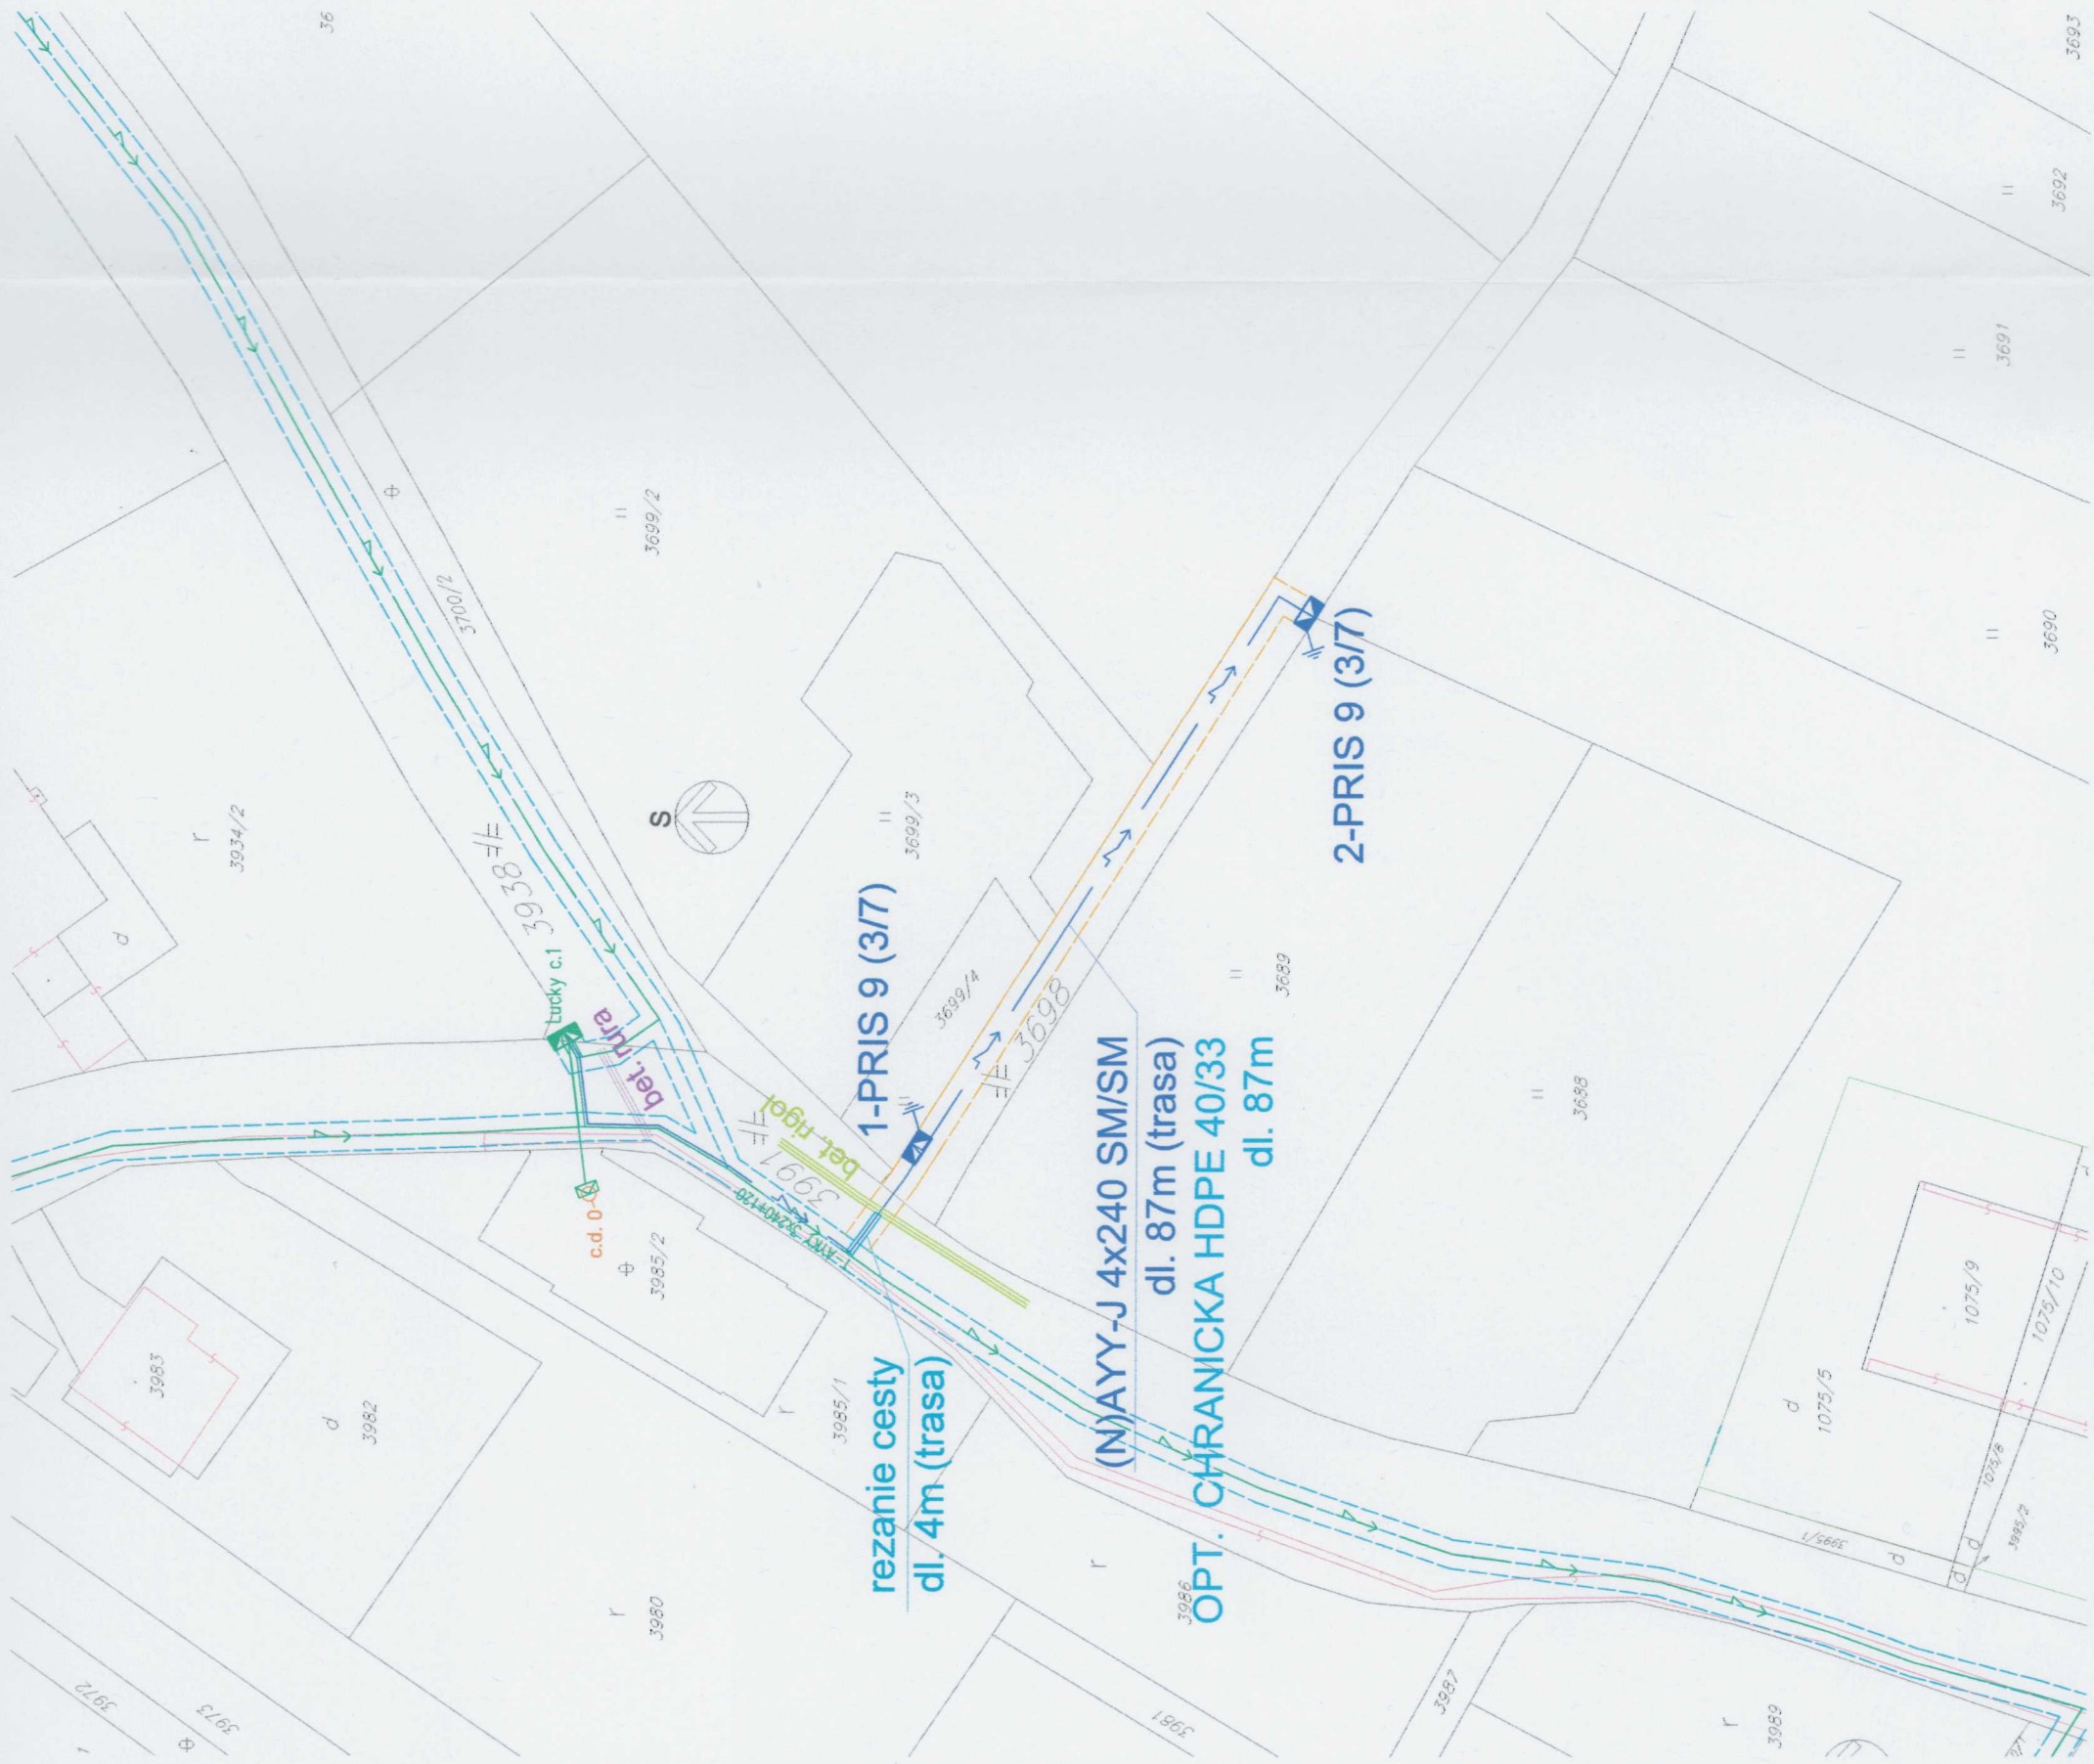 36
3693
3692
3691
3690
3699/2
3700/2
3934/2
r
d
3938
Lucky c.1
bet. rura
S
3699/3
3699/4
1-PRIS 9 (3/7)
2-PRIS 9 (3/7)
3698
3689
3688
3991
bet. rigol
c.d. 0
3985/2
3985/1
r
rezanie cesty
dl. 4m (trasa)
(N)AYY-J 4x240 SM/SM
dl. 87m (trasa)
OPT. CHRANICKA HDPE 40/33
dl. 87m
3983
d
3982
r
3980
3972
3973
3981
r
3986
3987
r
3989
1075/9
1075/10
d
1075/5
1075/6
3995/1
3995/2
d
d
d